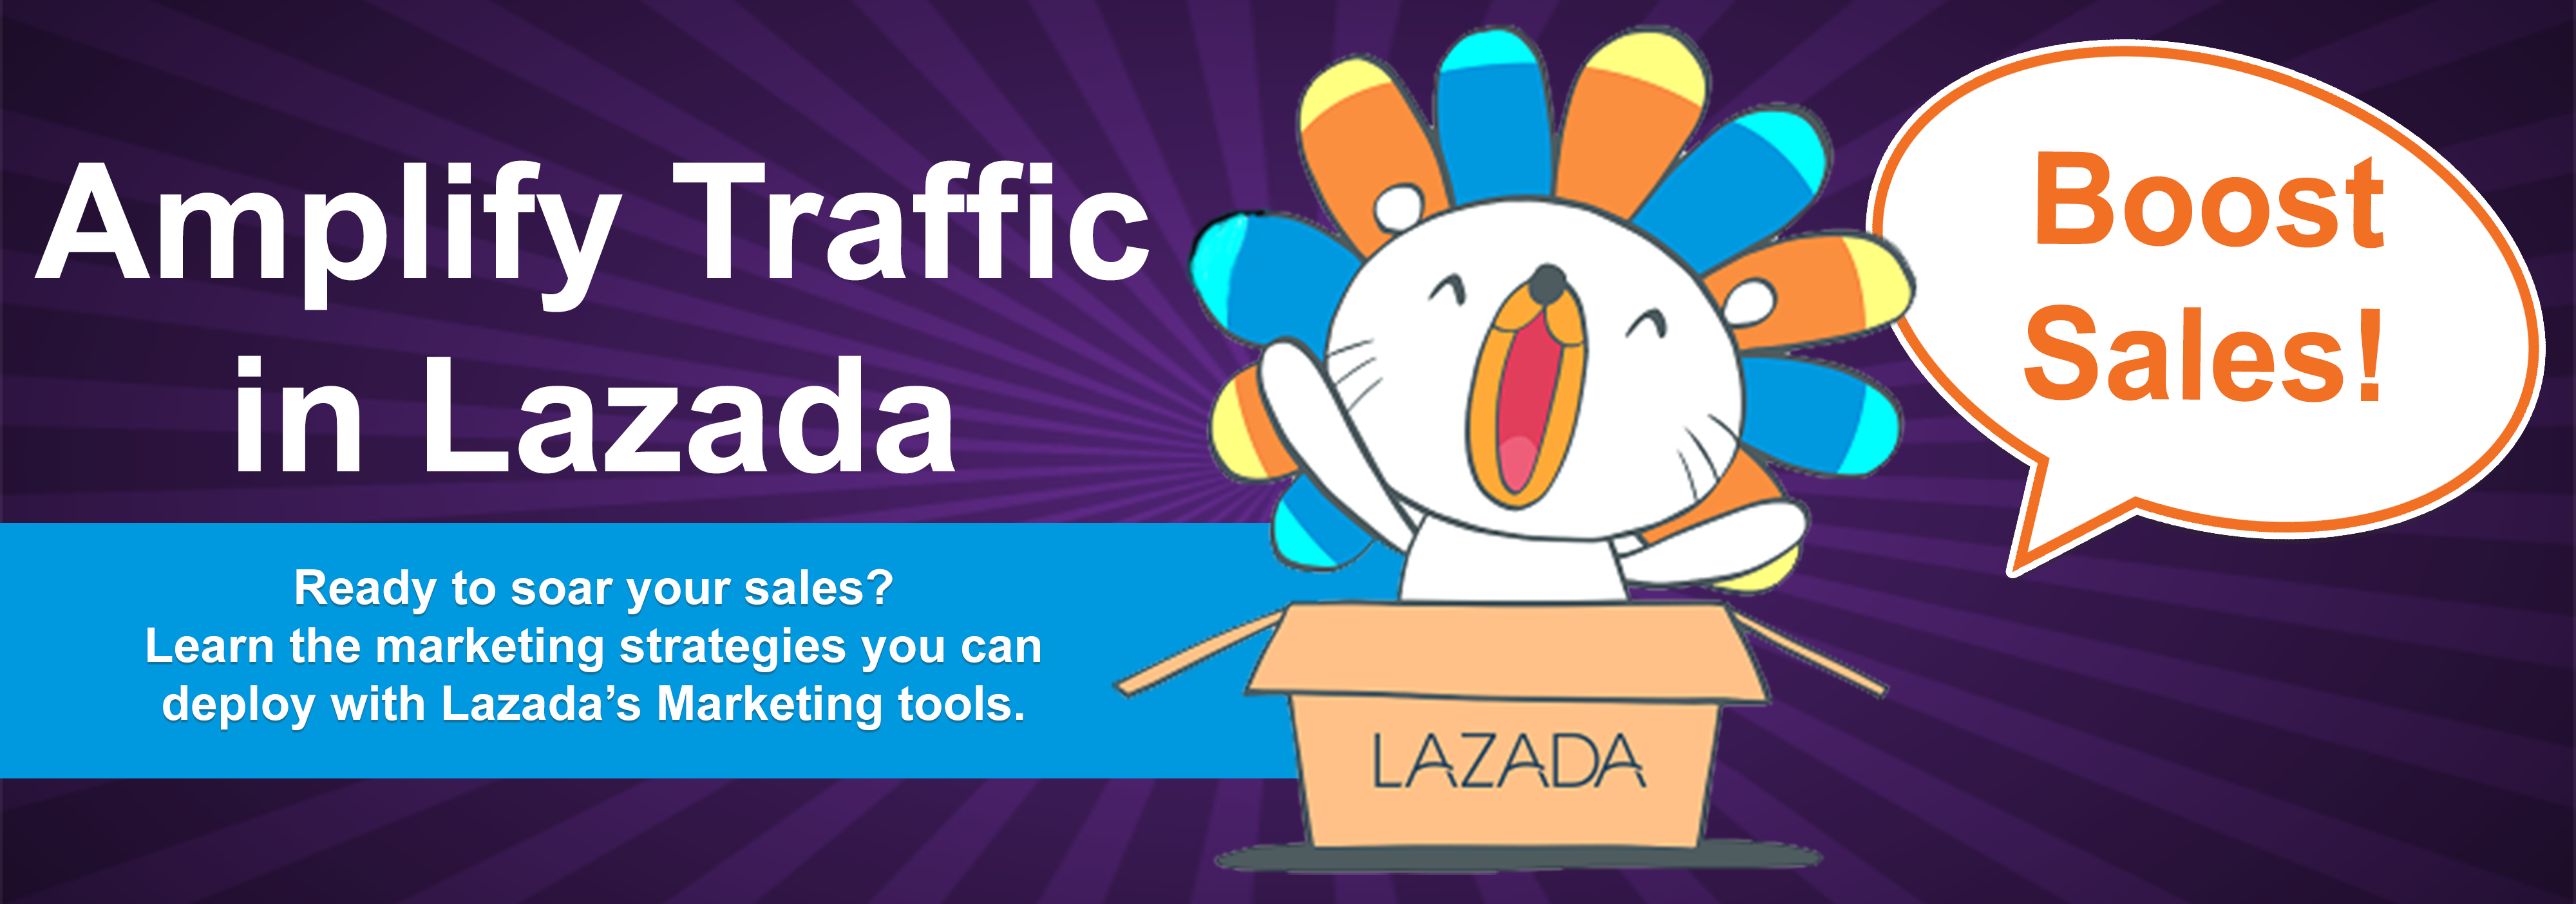 Amplify Traffic
in Lazada
Boost
Sales!
Ready to soar your sales?
Learn the marketing strategies you can
deploy with Lazada’s Marketing tools.
LAZADA